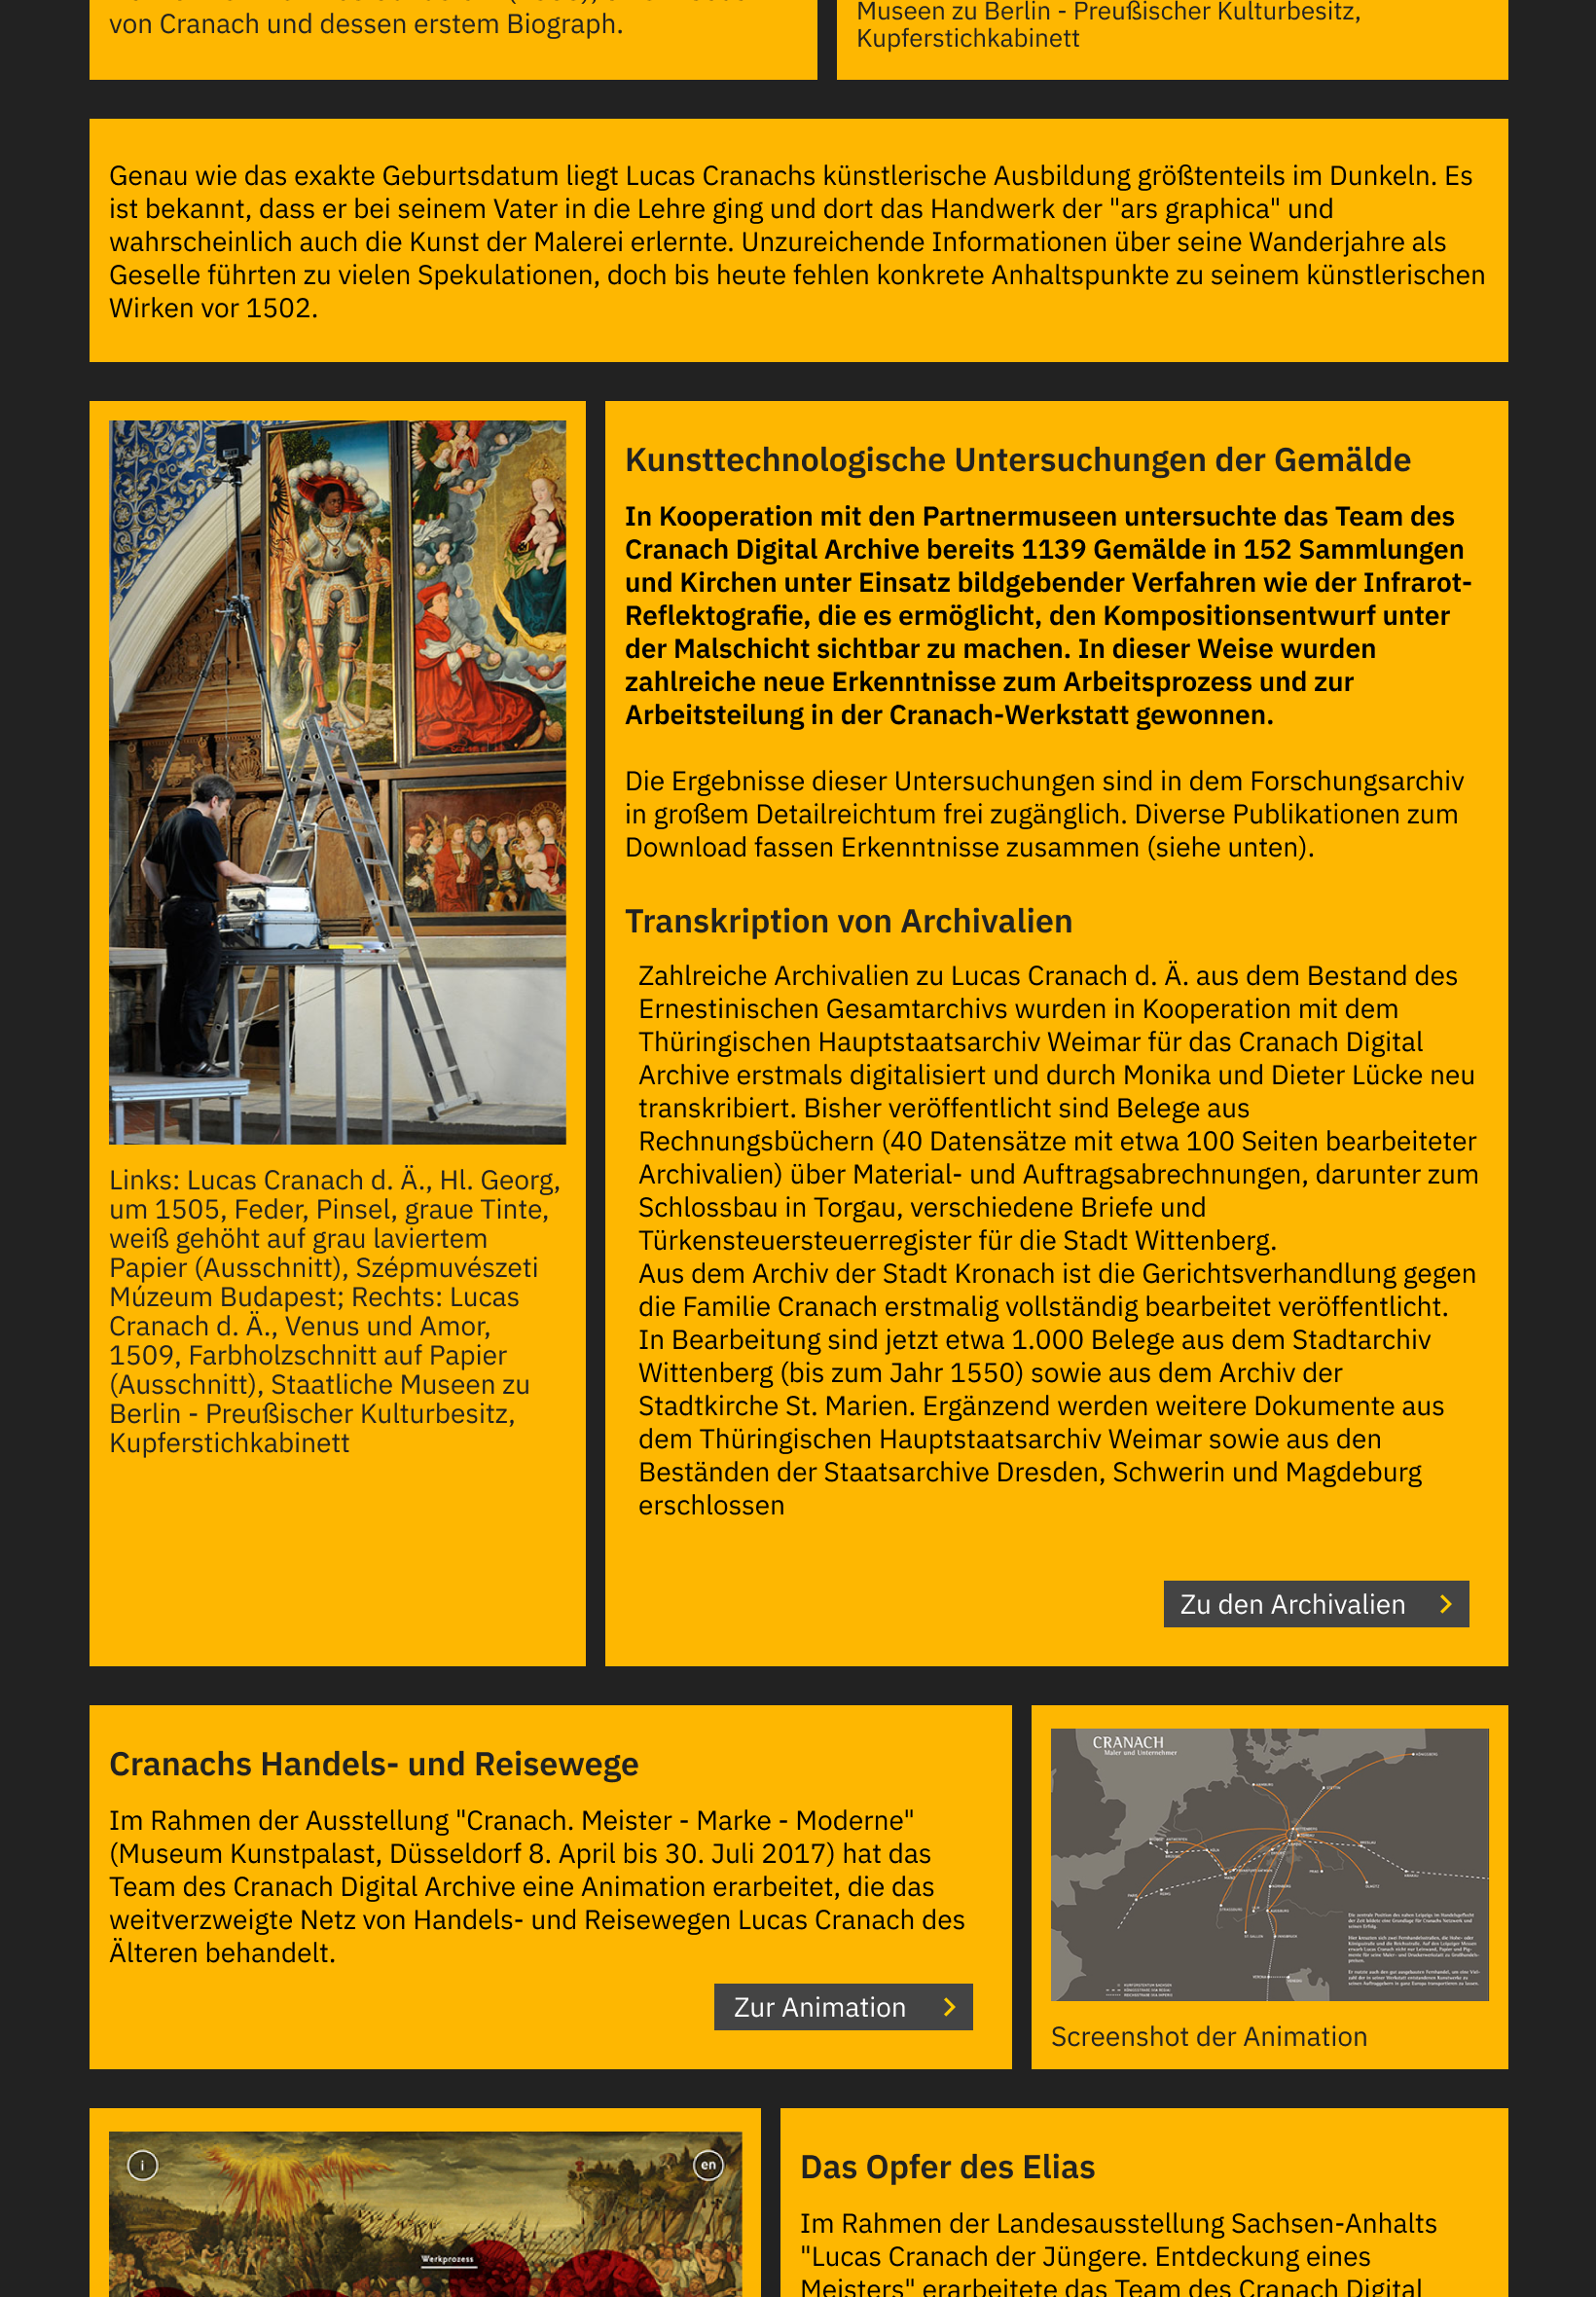 von Cranach und dessen erstem Biograph.
Museen zu Berlin - Preußischer Kulturbesitz,
Kupferstichkabinett
Genau wie das exakte Geburtsdatum liegt Lucas Cranachs künstlerische Ausbildung größtenteils im Dunkeln. Es
ist bekannt, dass er bei seinem Vater in die Lehre ging und dort das Handwerk der "ars graphica" und
wahrscheinlich auch die Kunst der Malerei erlernte. Unzureichende Informationen über seine Wanderjahre als
Geselle führten zu vielen Spekulationen, doch bis heute fehlen konkrete Anhaltspunkte zu seinem künstlerischen
Wirken vor 1502.
Links: Lucas Cranach d. Ä., Hl. Georg,
um 1505, Feder, Pinsel, graue Tinte,
weiß gehöht auf grau laviertem
Papier (Ausschnitt), Szépmuvészeti
Múzeum Budapest; Rechts: Lucas
Cranach d. Ä., Venus und Amor,
1509, Farbholzschnitt auf Papier
(Ausschnitt), Staatliche Museen zu
Berlin - Preußischer Kulturbesitz,
Kupferstichkabinett
Kunsttechnologische Untersuchungen der Gemälde
In Kooperation mit den Partnermuseen untersuchte das Team des
Cranach Digital Archive bereits 1139 Gemälde in 152 Sammlungen
und Kirchen unter Einsatz bildgebender Verfahren wie der Infrarot-
Reflektografie, die es ermöglicht, den Kompositionsentwurf unter
der Malschicht sichtbar zu machen. In dieser Weise wurden
zahlreiche neue Erkenntnisse zum Arbeitsprozess und zur
Arbeitsteilung in der Cranach-Werkstatt gewonnen.
Die Ergebnisse dieser Untersuchungen sind in dem Forschungsarchiv
in großem Detailreichtum frei zugänglich. Diverse Publikationen zum
Download fassen Erkenntnisse zusammen (siehe unten).
Transkription von Archivalien
Zahlreiche Archivalien zu Lucas Cranach d. Ä. aus dem Bestand des
Ernestinischen Gesamtarchivs wurden in Kooperation mit dem
Thüringischen Hauptstaatsarchiv Weimar für das Cranach Digital
Archive erstmals digitalisiert und durch Monika und Dieter Lücke neu
transkribiert. Bisher veröffentlicht sind Belege aus
Rechnungsbüchern (40 Datensätze mit etwa 100 Seiten bearbeiteter
Archivalien) über Material- und Auftragsabrechnungen, darunter zum
Schlossbau in Torgau, verschiedene Briefe und
Türkensteuersteuerregister für die Stadt Wittenberg.
Aus dem Archiv der Stadt Kronach ist die Gerichtsverhandlung gegen
die Familie Cranach erstmalig vollständig bearbeitet veröffentlicht.
In Bearbeitung sind jetzt etwa 1.000 Belege aus dem Stadtarchiv
Wittenberg (bis zum Jahr 1550) sowie aus dem Archiv der
Stadtkirche St. Marien. Ergänzend werden weitere Dokumente aus
dem Thüringischen Hauptstaatsarchiv Weimar sowie aus den
Beständen der Staatsarchive Dresden, Schwerin und Magdeburg
erschlossen
Zu den Archivalien
Cranachs Handels- und Reisewege
Im Rahmen der Ausstellung "Cranach. Meister - Marke - Moderne"
(Museum Kunstpalast, Düsseldorf 8. April bis 30. Juli 2017) hat das
Team des Cranach Digital Archive eine Animation erarbeitet, die das
weitverzweigte Netz von Handels- und Reisewegen Lucas Cranach des
Älteren behandelt.
Zur Animation
CRANACH
Maler und Unternehmer
Screenshot der Animation
i
en
Werkprozess
Das Opfer des Elias
Im Rahmen der Landesausstellung Sachsen-Anhalts
"Lucas Cranach der Jüngere. Entdeckung eines
Meisters" erarbeitete das Team des Cranach Digital